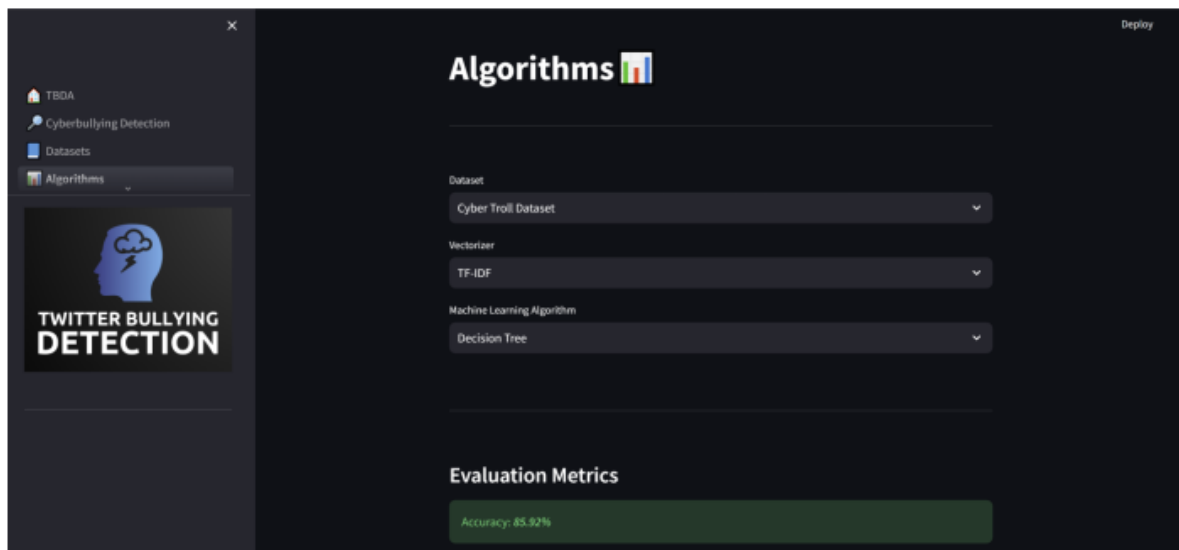 Deploy
TBDA
Cyberbullying Detection
Datasets
Algorithms
TWITTER BULLYING
DETECTION
Algorithms
Dataset
Cyber Troll Dataset
Vectorizer
TF-IDF
Machine Learning Algorithm
Decision Tree
Evaluation Metrics
Accuracy: 85.92%